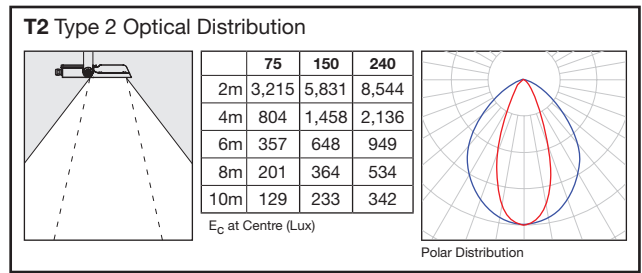 T2 Type 2 Optical Distribution
75 150 240
2m 3,215 5,831 8,544
4m 804 1,458 2,136
6m 357 648 949
8m 201 364 534
10m 129 233 342
EC at Centre (Lux)
Polar Distribution